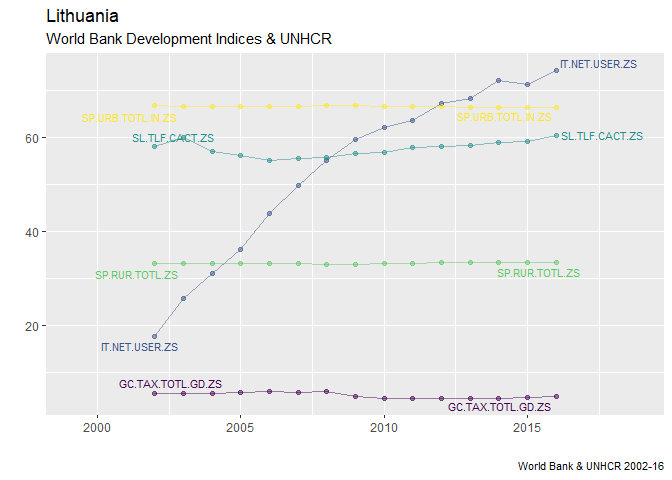 Lithuania
World Bank Development Indices & UNHCR
IT.NET.USER.ZS
SP.URB.TOTL.IN.ZS
SP.URB.TOTL.IN.ZS
60
SL.TLF.CACT.ZS
SL.TLF.CACT.ZS
40
SP.RUR.TOTL.ZS
SP.RUR.TOTL.ZS
20
IT.NET.USER.ZS
GC.TAX.TOTL.GD.ZS
GC.TAX.TOTL.GD.ZS
2000 2005 2010 2015
World Bank & UNHCR 2002-16